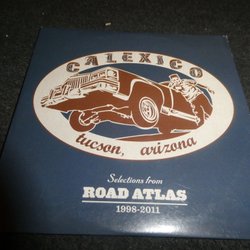 CALEXICO
tucson, arizona
Selections from
ROAD ATLAS
1998-2011